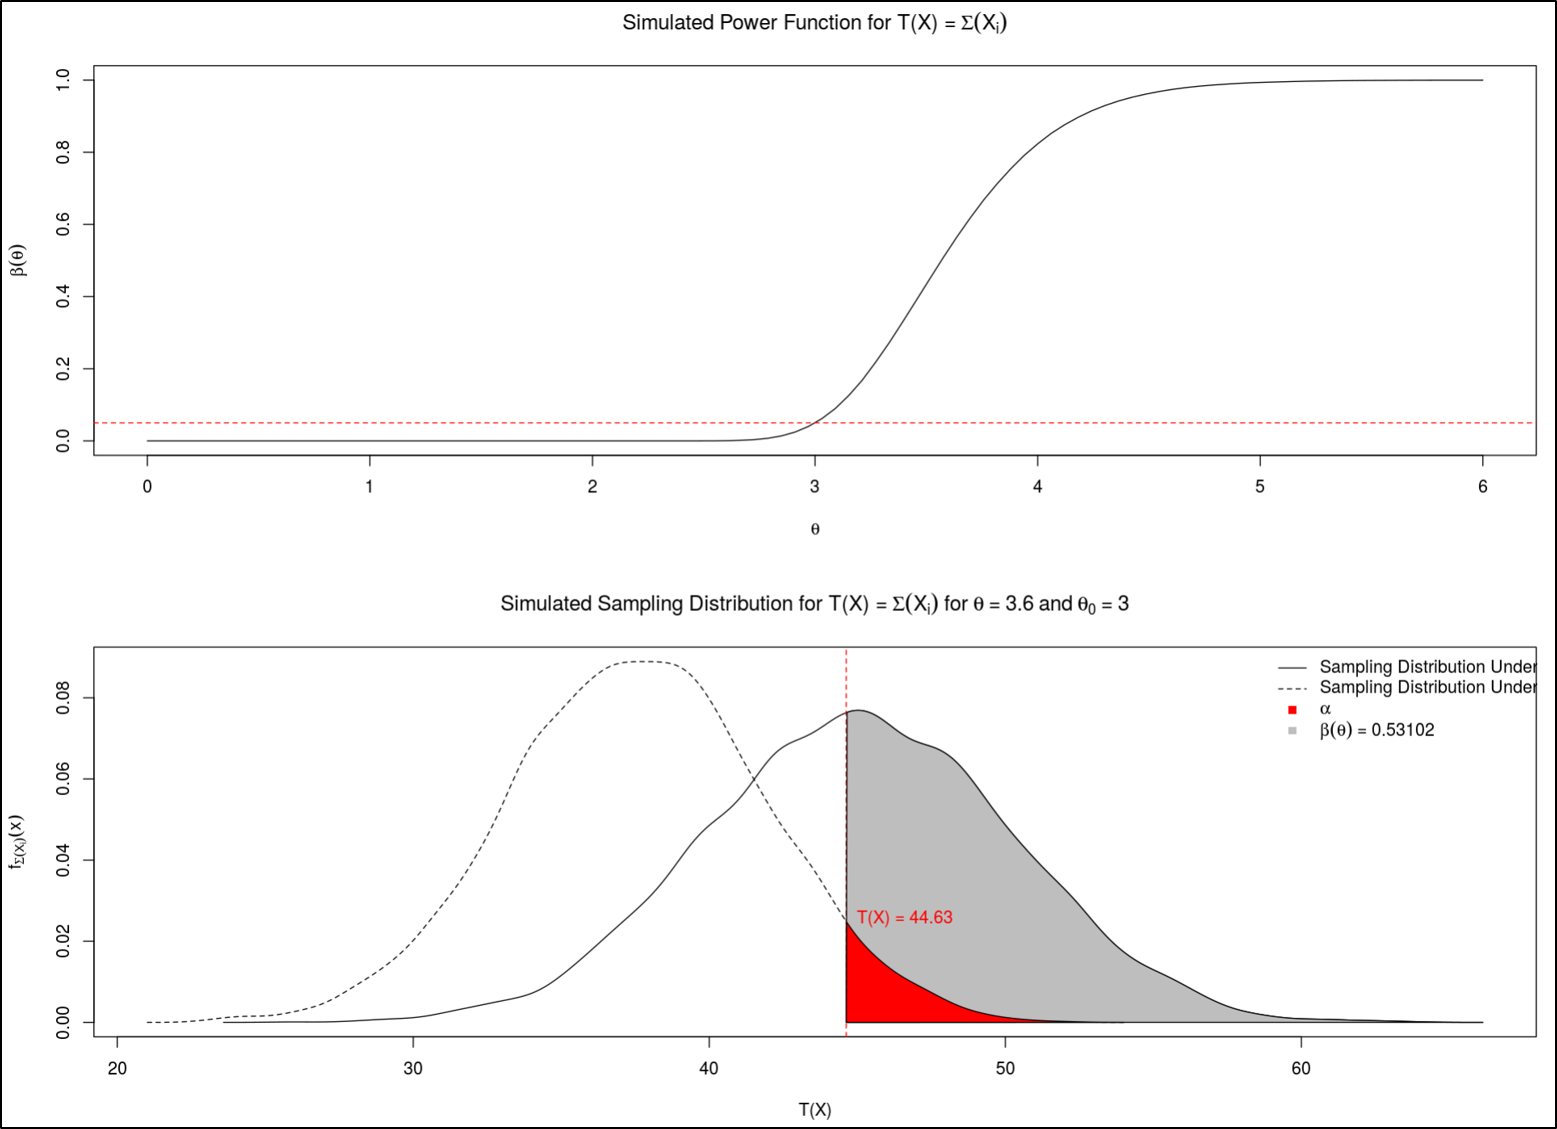 Simulated Power Function for T(X) = Σ(Xᵢ)
1.0
0.8
0.6
0.4
0.2
0.0
β(θ)
0 1 2 3 4 5 6
θ
Simulated Sampling Distribution for T(X) = Σ(Xᵢ) for θ = 3.6 and θ₀ = 3
Sampling Distribution Under
Sampling Distribution Under
α
β(θ) = 0.53102
0.08
0.06
0.04
0.02
0.00
f_Σ(Xᵢ)(x)
T(X) = 44.63
20 30 40 50 60
T(X)